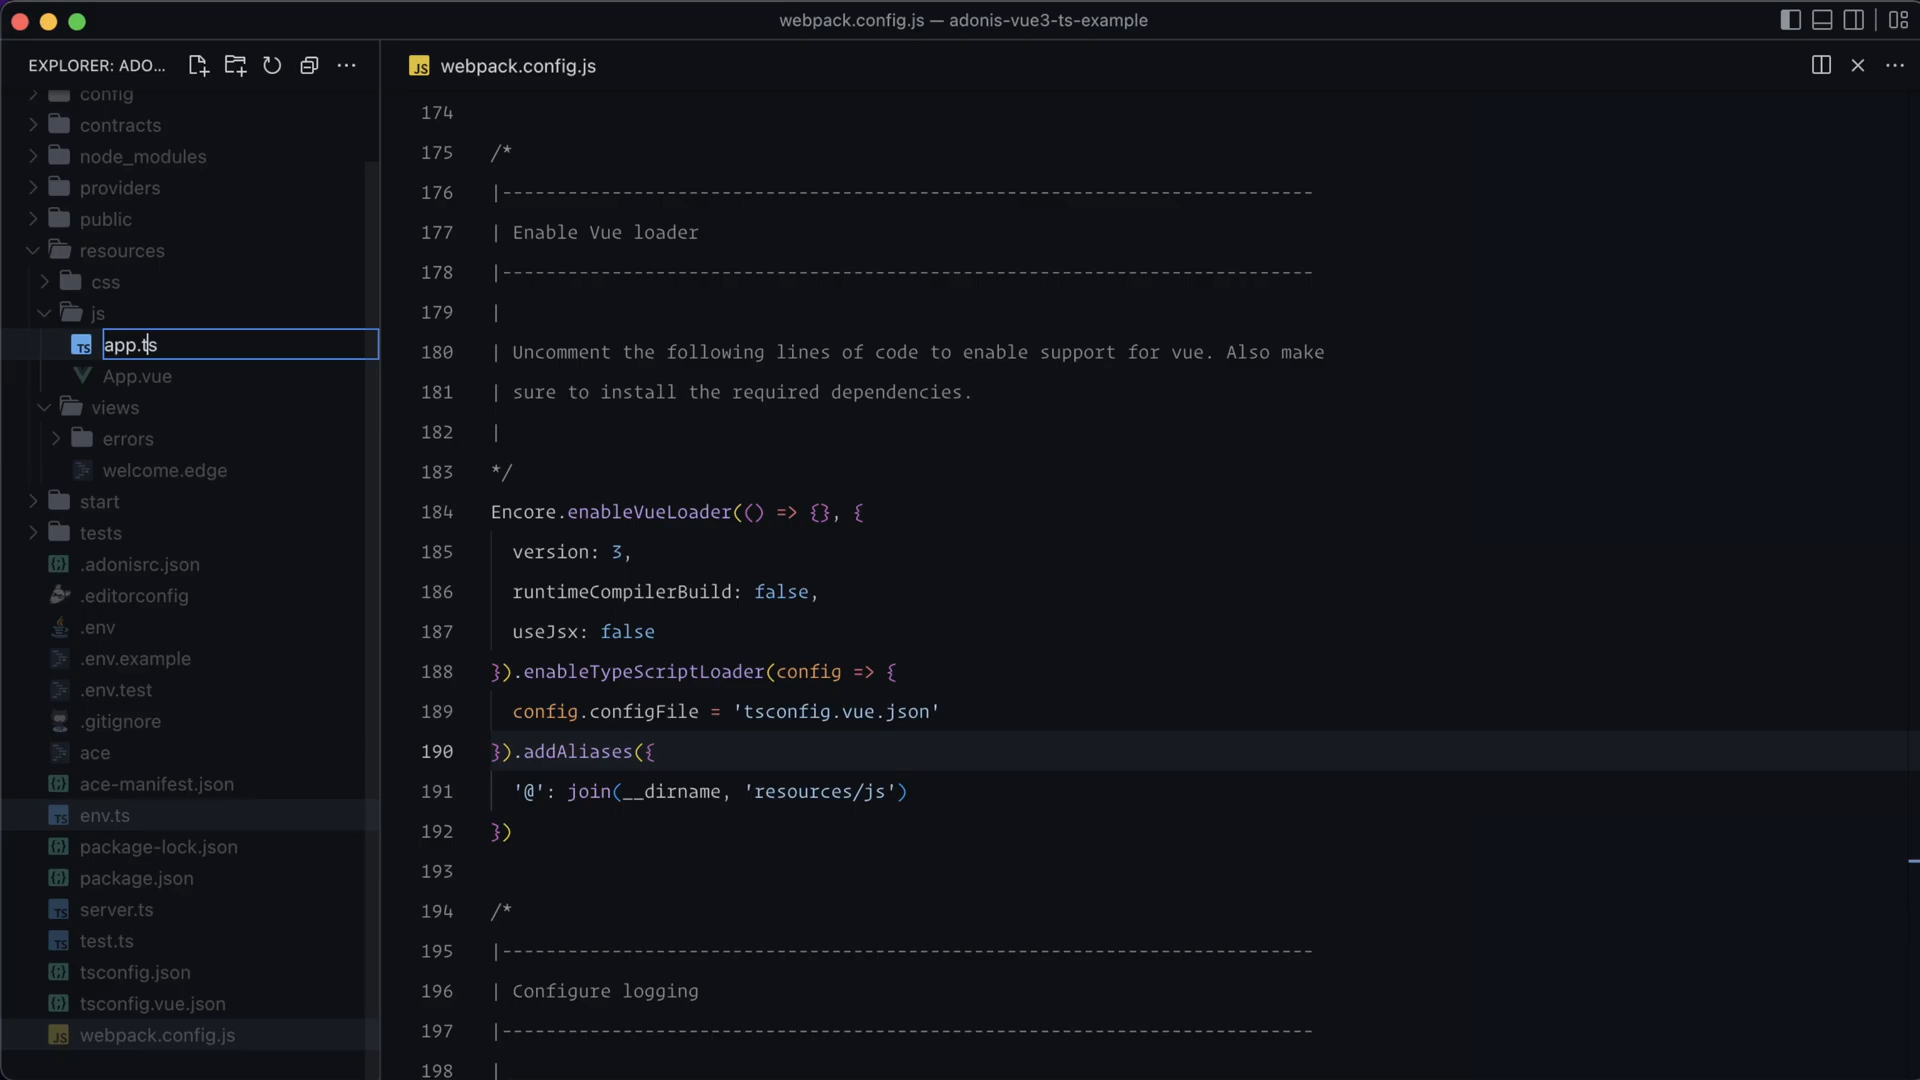 webpack.config.js — adonis-vue3-ts-example
EXPLORER: ADO...
config
contracts
node_modules
providers
public
resources
css
js
TS app.ts
App.vue
views
errors
welcome.edge
start
tests
.adonisrc.json
.editorconfig
.env
.env.example
.env.test
.gitignore
ace
ace-manifest.json
TS env.ts
package-lock.json
package.json
TS server.ts
TS test.ts
tsconfig.json
tsconfig.vue.json
JS webpack.config.js
JS webpack.config.js
174
175 /*
176 |--------------------------------------------------------------------------
177 | Enable Vue loader
178 |--------------------------------------------------------------------------
179 |
180 | Uncomment the following lines of code to enable support for vue. Also make
181 | sure to install the required dependencies.
182 |
183 */
184 Encore.enableVueLoader(() => {}, {
185 version: 3,
186 runtimeCompilerBuild: false,
187 useJsx: false
188 }).enableTypeScriptLoader(config => {
189 config.configFile = 'tsconfig.vue.json'
190 }).addAliases({
191 '@': join(__dirname, 'resources/js')
192 })
193
194 /*
195 |--------------------------------------------------------------------------
196 | Configure logging
197 |--------------------------------------------------------------------------
198 |